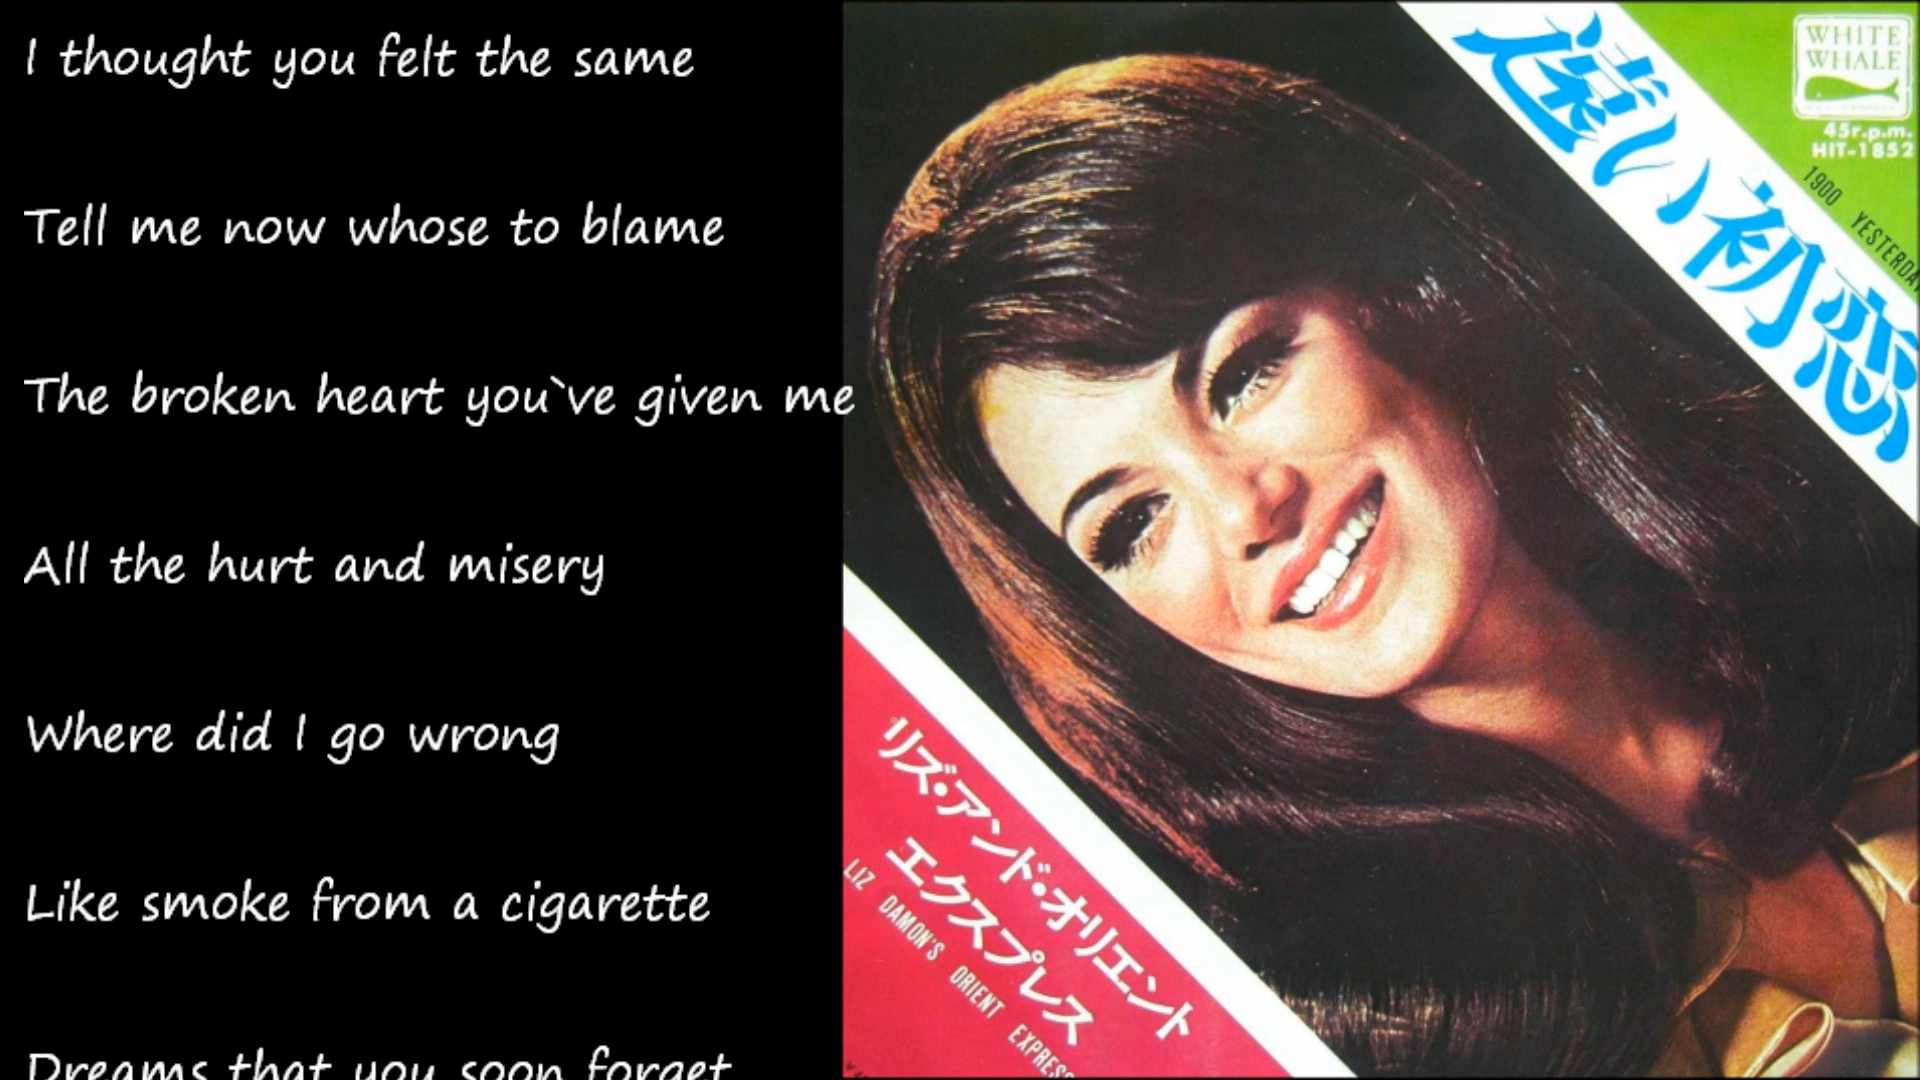 I thought you felt the same
Tell me now whose to blame
The broken heart you`ve given me
All the hurt and misery
Where did I go wrong
Like smoke from a cigarette
Dreams that you soon forget
WHITE
WHALE
45r.p.m.
HIT-1852
1900 YESTERDA
遠い初恋
リズ・アンド・オリエント
エクスプレス
LIZ DAMON'S ORIENT EXPRESS